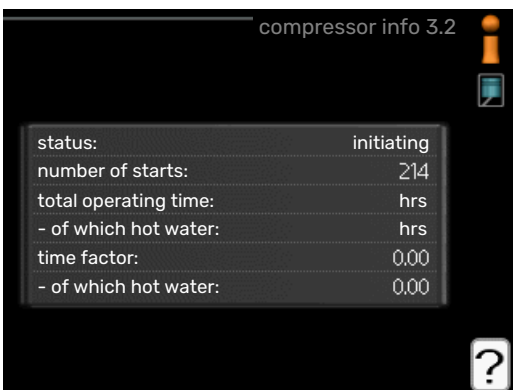 compressor info 3.2
status: initiating
number of starts: 214
total operating time: hrs
- of which hot water: hrs
time factor: 0.00
- of which hot water: 0.00
?